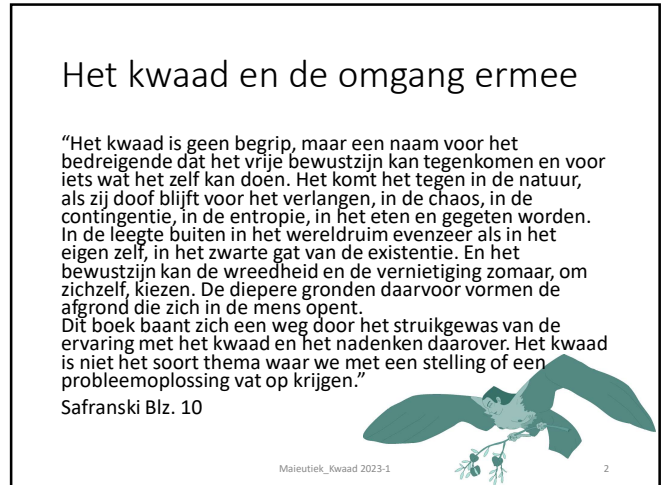 Het kwaad en de omgang ermee
“Het kwaad is geen begrip, maar een naam voor het
bedreigende dat het vrije bewustzijn kan tegenkomen en voor
iets wat het zelf kan doen. Het komt het tegen in de natuur,
als zij doof blijft voor het verlangen, in de chaos, in de
contingentie, in de entropie, in het eten en gegeten worden.
In de leegte buiten in het wereldruim evenzeer als in het
eigen zelf, in het zwarte gat van de existentie. En het
bewustzijn kan de wreedheid en de vernietiging zomaar, om
zichzelf, kiezen. De diepere gronden daarvoor vormen de
afgrond die zich in de mens opent.
Dit boek baant zich een weg door het struikgewas van de
ervaring met het kwaad en het nadenken daarover. Het kwaad
is niet het soort thema waar we met een stelling of een
probleemoplossing vat op krijgen.”
Safranski Blz. 10
Maieutiek_Kwaad 2023-1
2